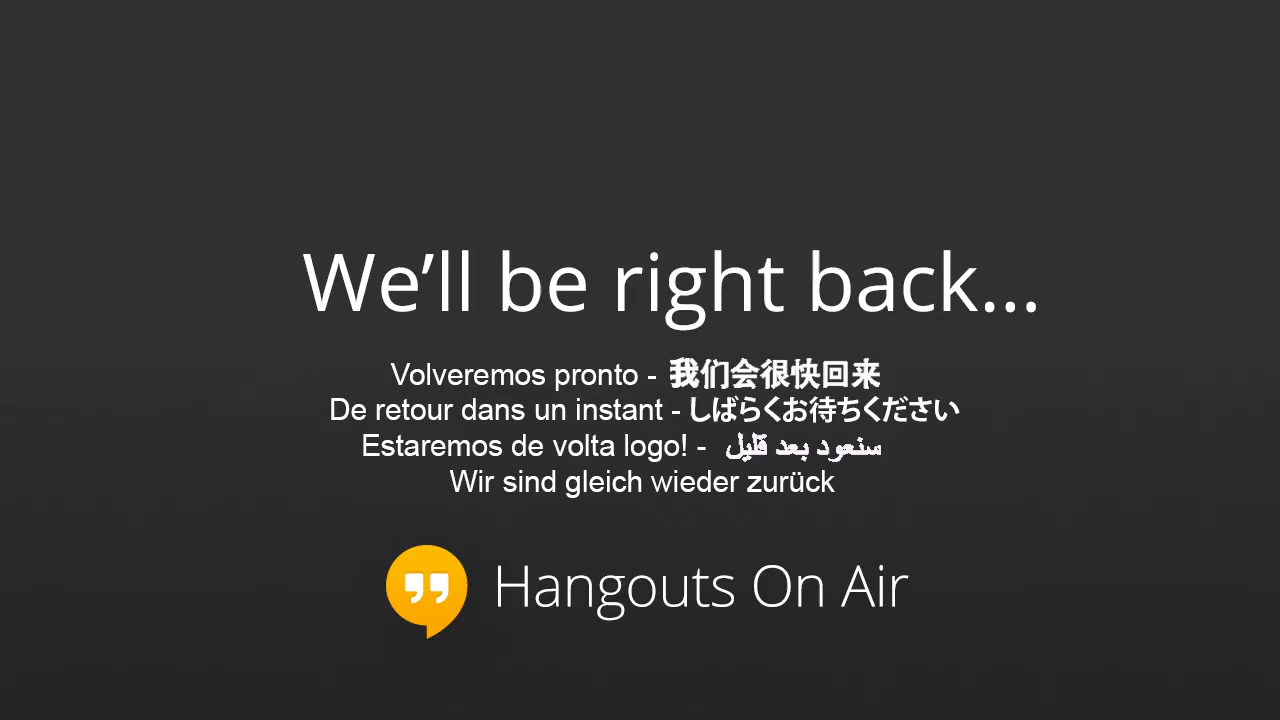 We’ll be right back...
Volveremos pronto - 我们会很快回来
De retour dans un instant - しばらくお待ちください
Estaremos de volta logo! - سنعود بعد قليل
Wir sind gleich wieder zurück
Hangouts On Air